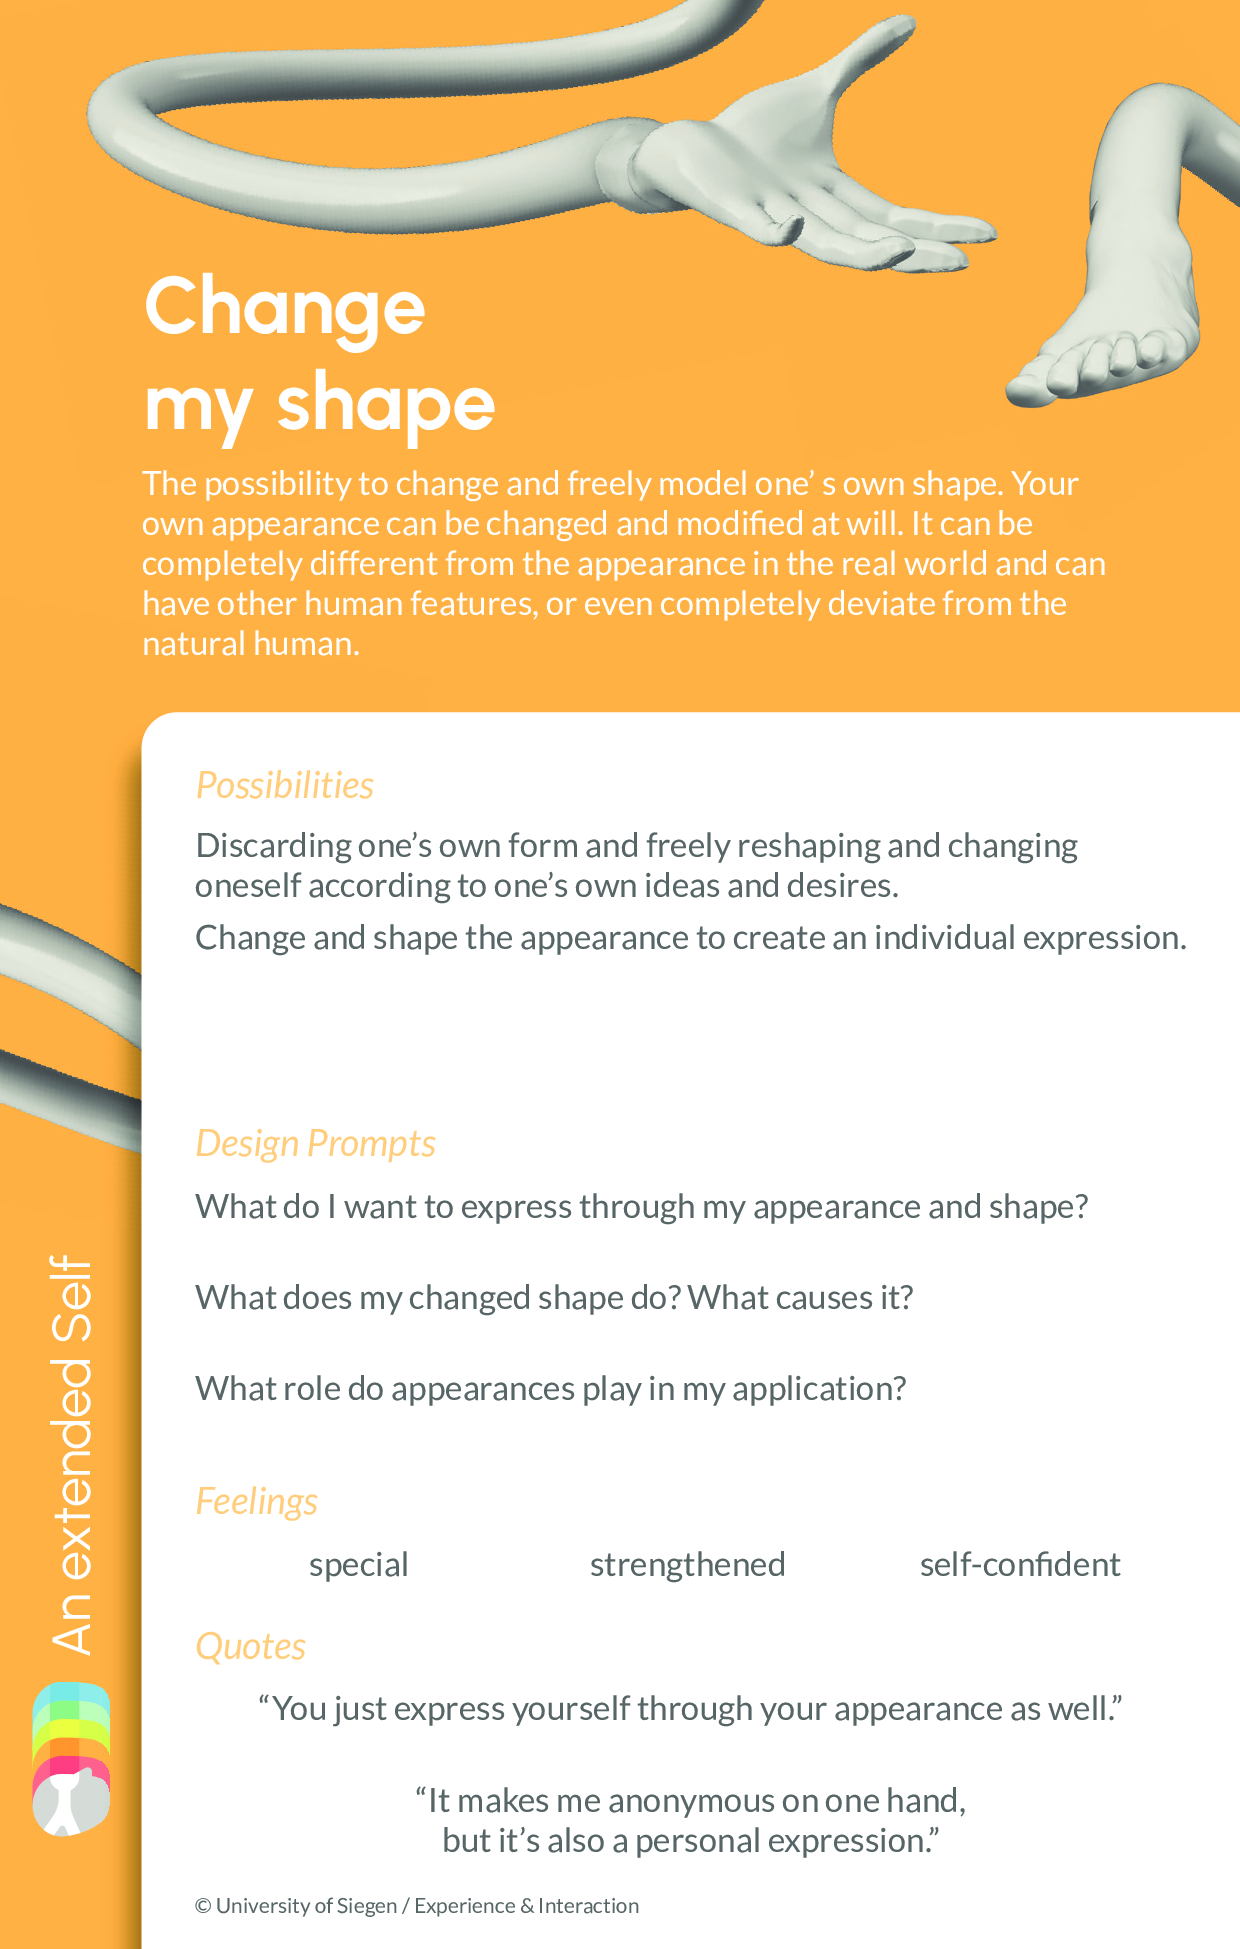 Change
my shape
The possibility to change and freely model one’ s own shape. Your
own appearance can be changed and modified at will. It can be
completely different from the appearance in the real world and can
have other human features, or even completely deviate from the
natural human.
Possibilities
Discarding one’s own form and freely reshaping and changing
oneself according to one’s own ideas and desires.
Change and shape the appearance to create an individual expression.
Design Prompts
What do I want to express through my appearance and shape?
What does my changed shape do? What causes it?
What role do appearances play in my application?
Feelings
special strengthened self-confident
Quotes
“You just express yourself through your appearance as well.”
“It makes me anonymous on one hand,
but it’s also a personal expression.”
© University of Siegen / Experience & Interaction
An extended Self